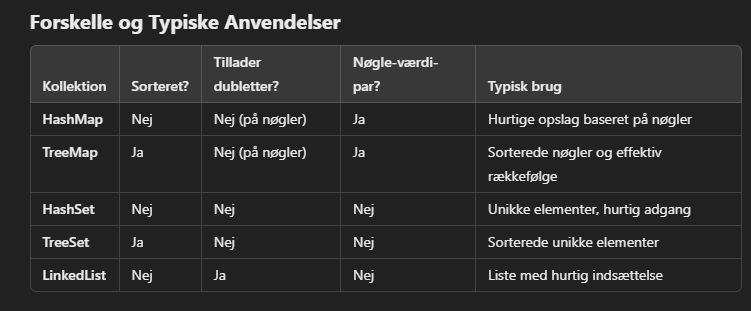 Forskelle og Typiske Anvendelser
Kollektion Sorteret? Tillader dubletter? Nøgle-værdi-par? Typisk brug
HashMap Nej Nej (på nøgler) Ja Hurtige opslag baseret på nøgler
TreeMap Ja Nej (på nøgler) Ja Sorterede nøgler og effektiv rækkefølge
HashSet Nej Nej Nej Unikke elementer, hurtig adgang
TreeSet Ja Nej Nej Sorterede unikke elementer
LinkedList Nej Ja Nej Liste med hurtig indsættelse